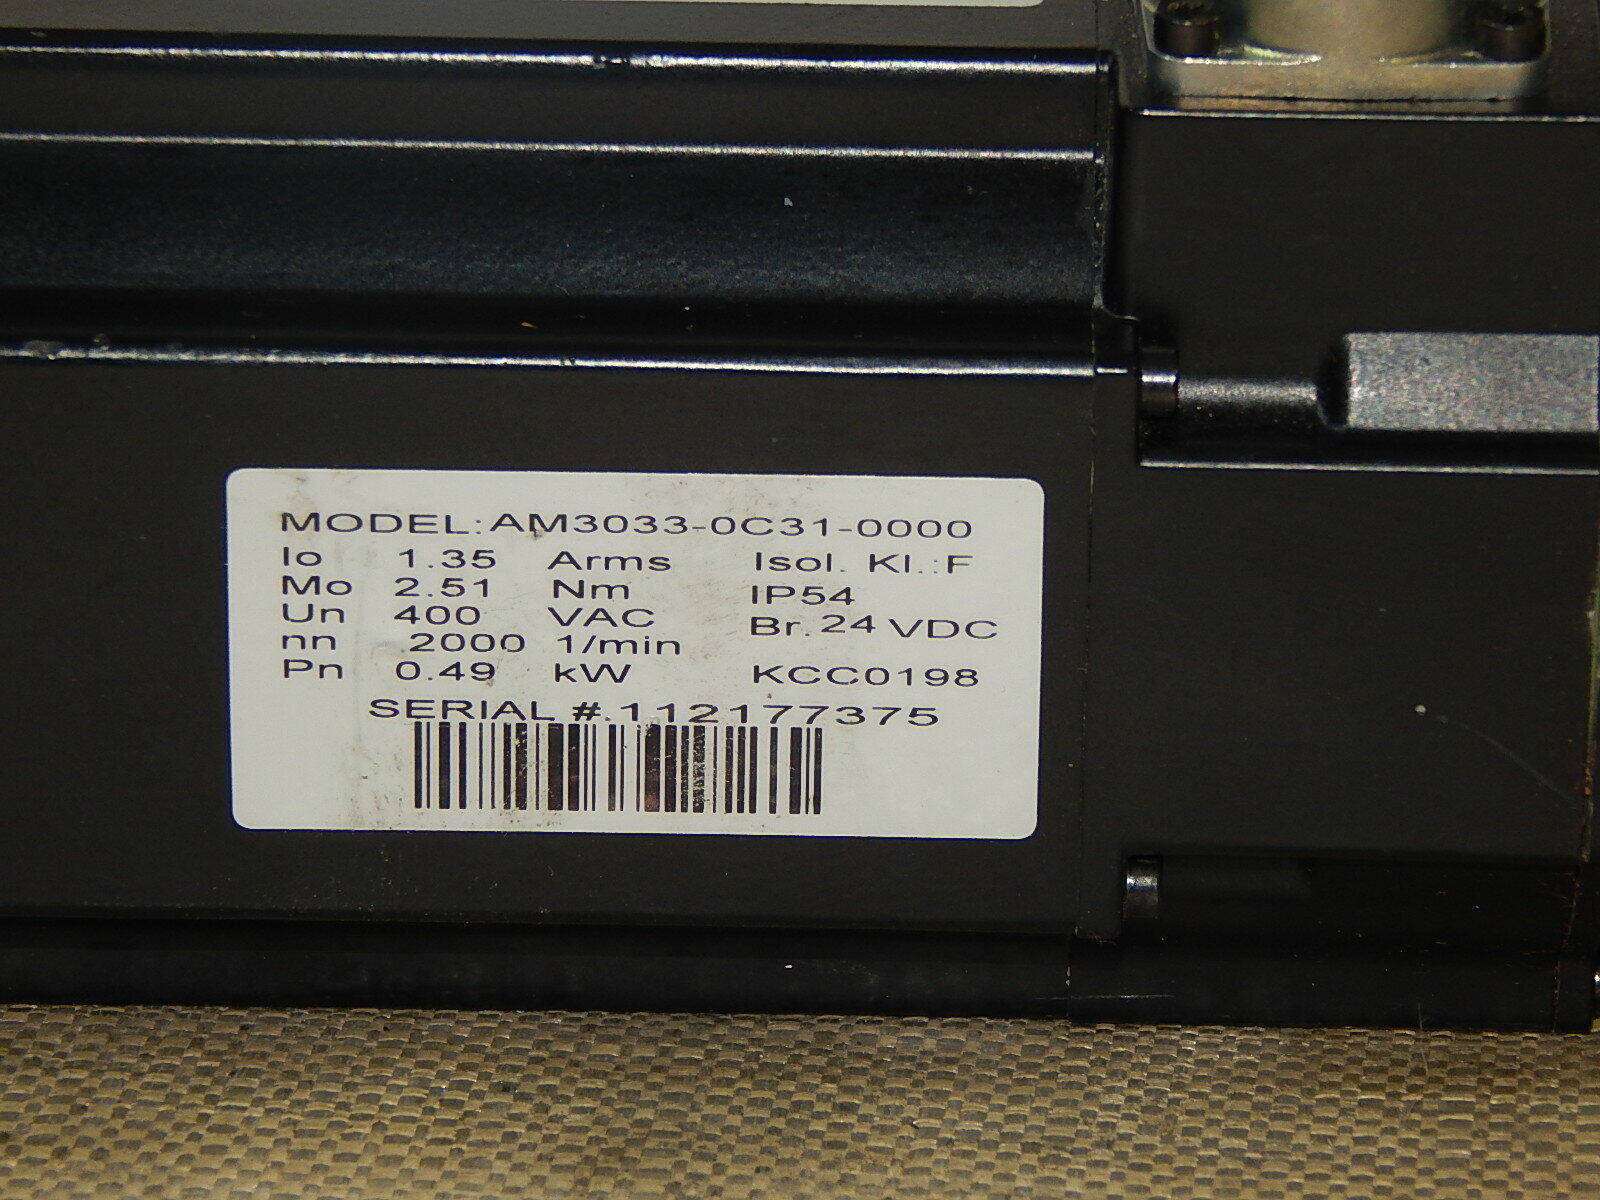 MODEL: AM3033-0C31-0000
Io 1.35 Arms Isol. Kl.:F
Mo 2.51 Nm IP54
Un 400 VAC Br. 24 VDC
nn 2000 1/min
Pn 0.49 kW KCC0198
SERIAL #. 112177375